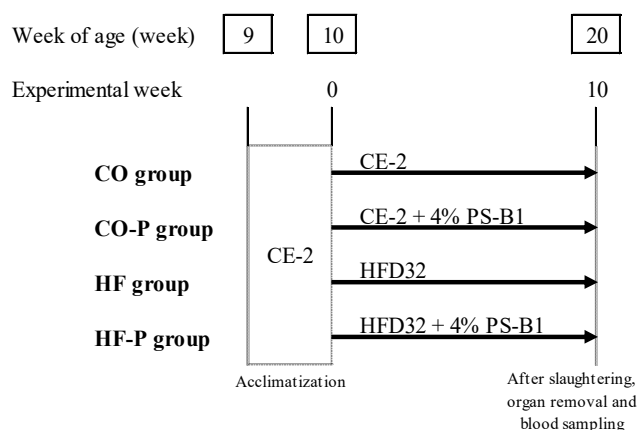 Week of age (week) 9 10 20
Experimental week 0 10
CO group CE-2
CO-P group CE-2 + 4% PS-B1
CE-2
HF group HFD32
HF-P group HFD32 + 4% PS-B1
Acclimatization
After slaughtering,
organ removal and
blood sampling